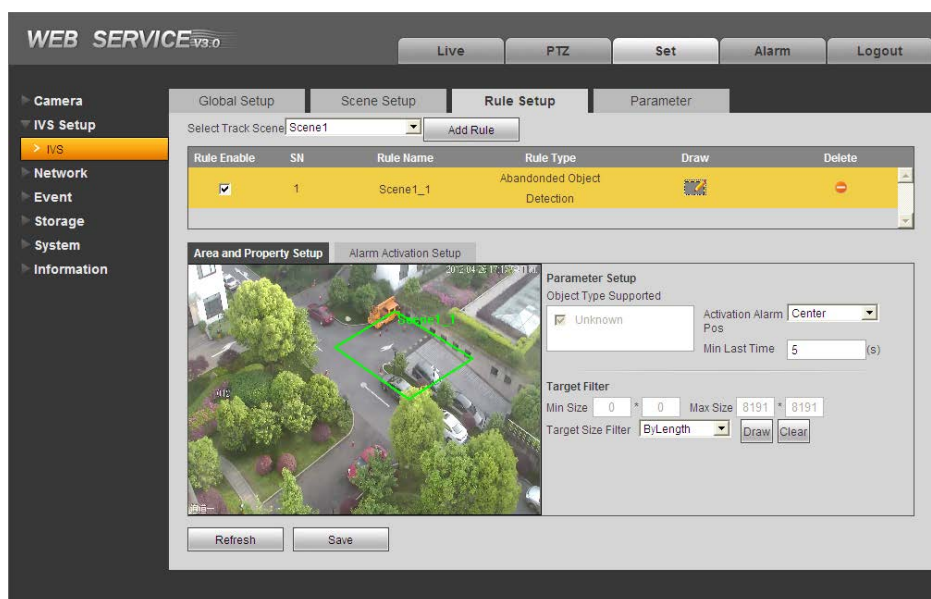 WEB SERVICE V3.0
Live PTZ Set Alarm Logout
Camera
IVS Setup
> IVS
Network
Event
Storage
System
Information
Global Setup Scene Setup Rule Setup Parameter
Select Track Scene Scene1 Add Rule
Rule Enable SN Rule Name Rule Type Draw Delete
1 Scene1_1 Abandonded Object Detection
Area and Property Setup Alarm Activation Setup
Scene1_1
Parameter Setup
Object Type Supported
Unknown
Activation Alarm Pos Center
Min Last Time 5 (s)
Target Filter
Min Size 0 * 0 Max Size 8191 * 8191
Target Size Filter ByLength Draw Clear
Refresh Save